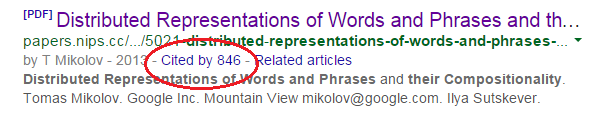 [PDF] Distributed Representations of Words and Phrases and th...
papers.nips.cc/.../5021-distributed-representations-of-words-and-phrases-...
by T Mikolov - 2013 - Cited by 846 - Related articles
Distributed Representations of Words and Phrases and their Compositionality.
Tomas Mikolov. Google Inc. Mountain View mikolov@google.com. Ilya Sutskever.